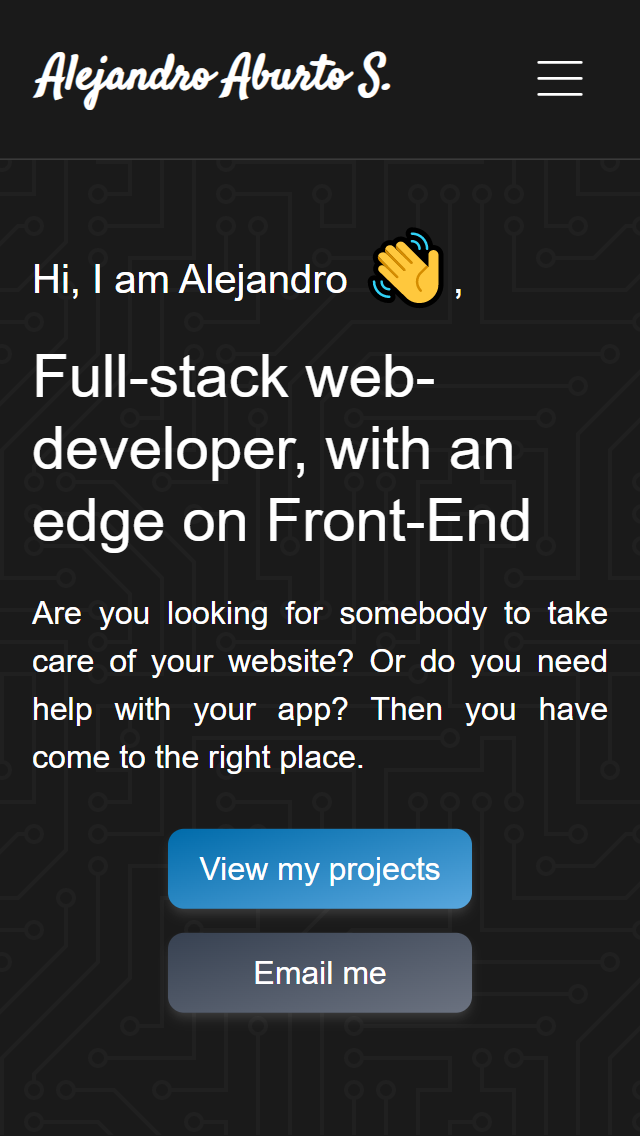 Alejandro Aburto S.
Hi, I am Alejandro 👋,
Full-stack web-
developer, with an
edge on Front-End
Are you looking for somebody to take
care of your website? Or do you need
help with your app? Then you have
come to the right place.
View my projects
Email me